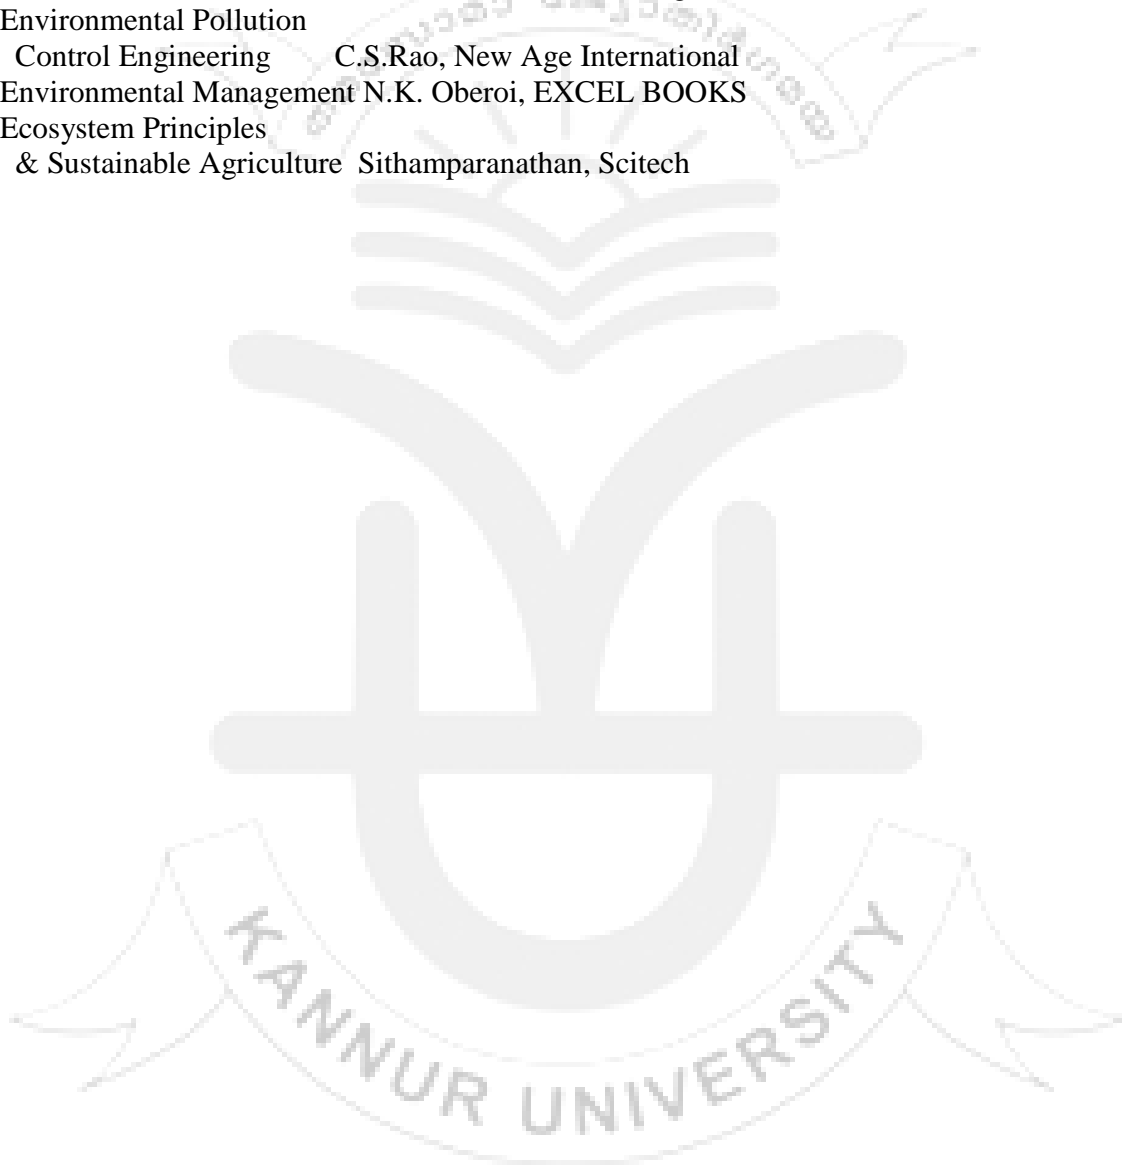 Environmental Pollution
Control Engineering C.S.Rao, New Age International
Environmental Management N.K. Oberoi, EXCEL BOOKS
Ecosystem Principles
& Sustainable Agriculture Sithamparanathan, Scitech
KANNUR UNIVERSITY